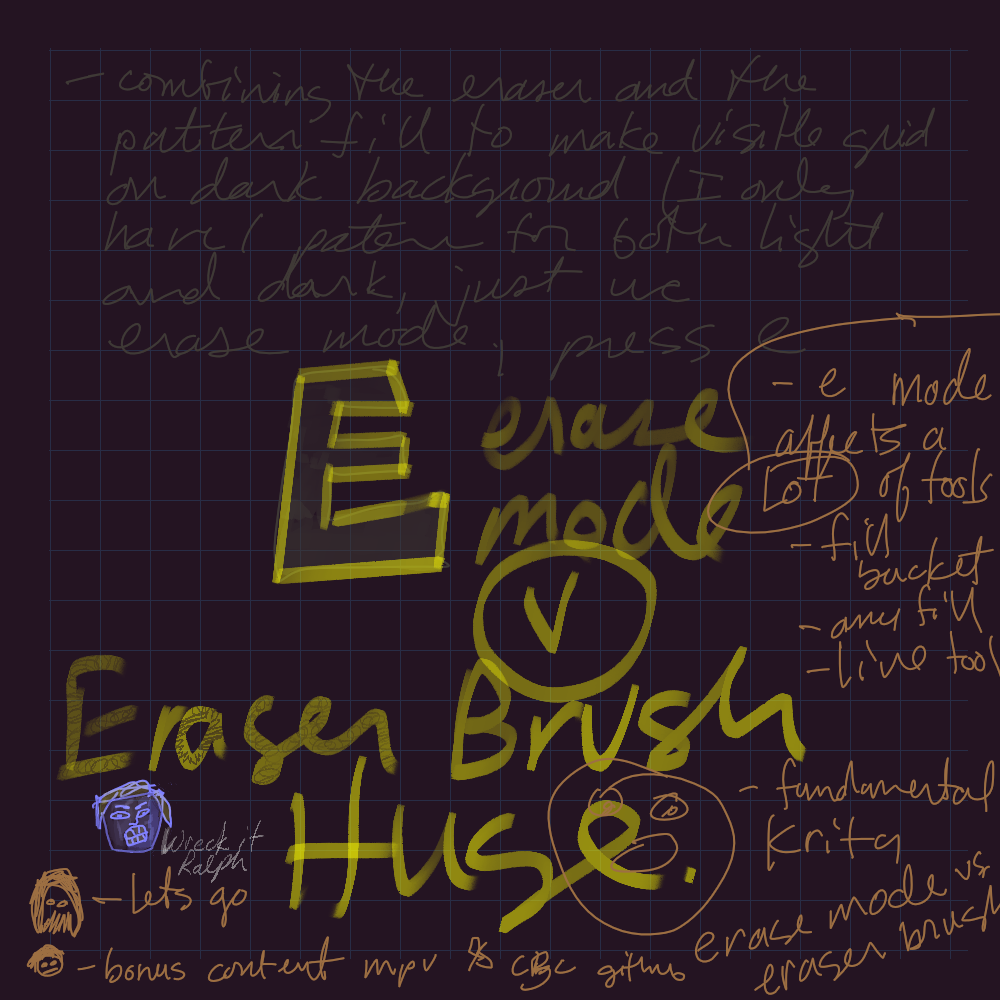 - combining the eraser and the
pattern fill to make visible grid
on dark background (I only
have 1 patern for both light
and dark, just use
erase mode, press e
E erase
mode
V
Eraser Brush
Huge.
- e mode
affects a
LOT of tools
- fill
bucket
- any fill
- line tool
- fundamental
Krita
erase mode vs
eraser brush
Wreck it
Ralph
- Lets go
- bonus content mpv & github